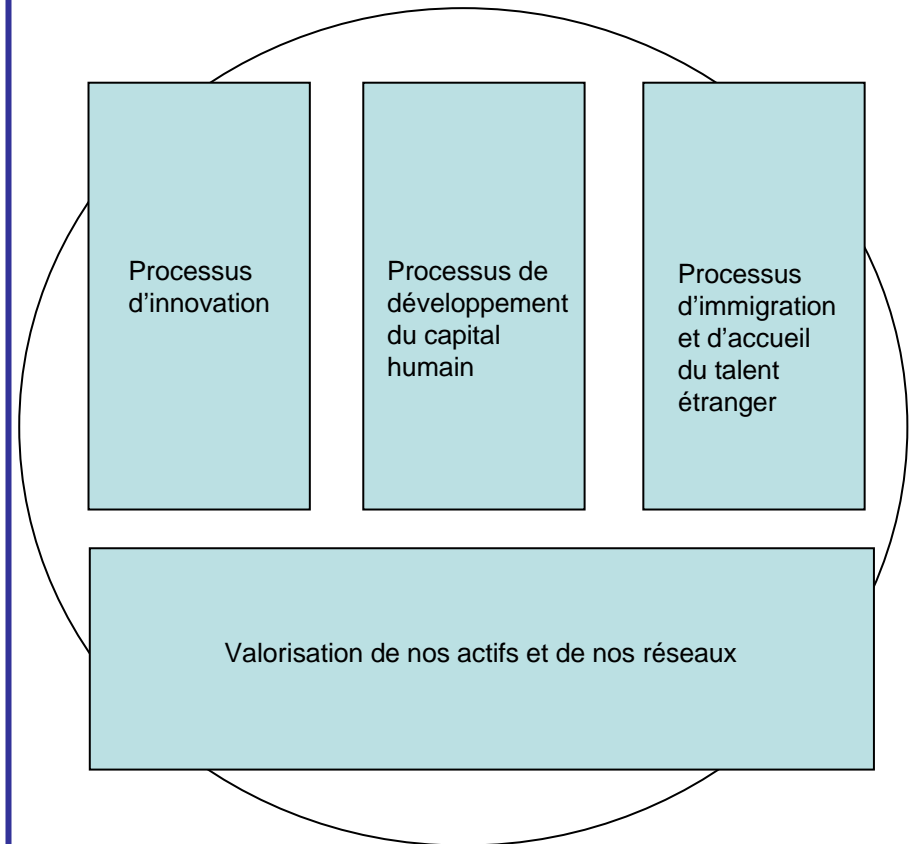 Processus
d’innovation
Processus de
développement
du capital
humain
Processus
d’immigration
et d’accueil
du talent
étranger
Valorisation de nos actifs et de nos réseaux